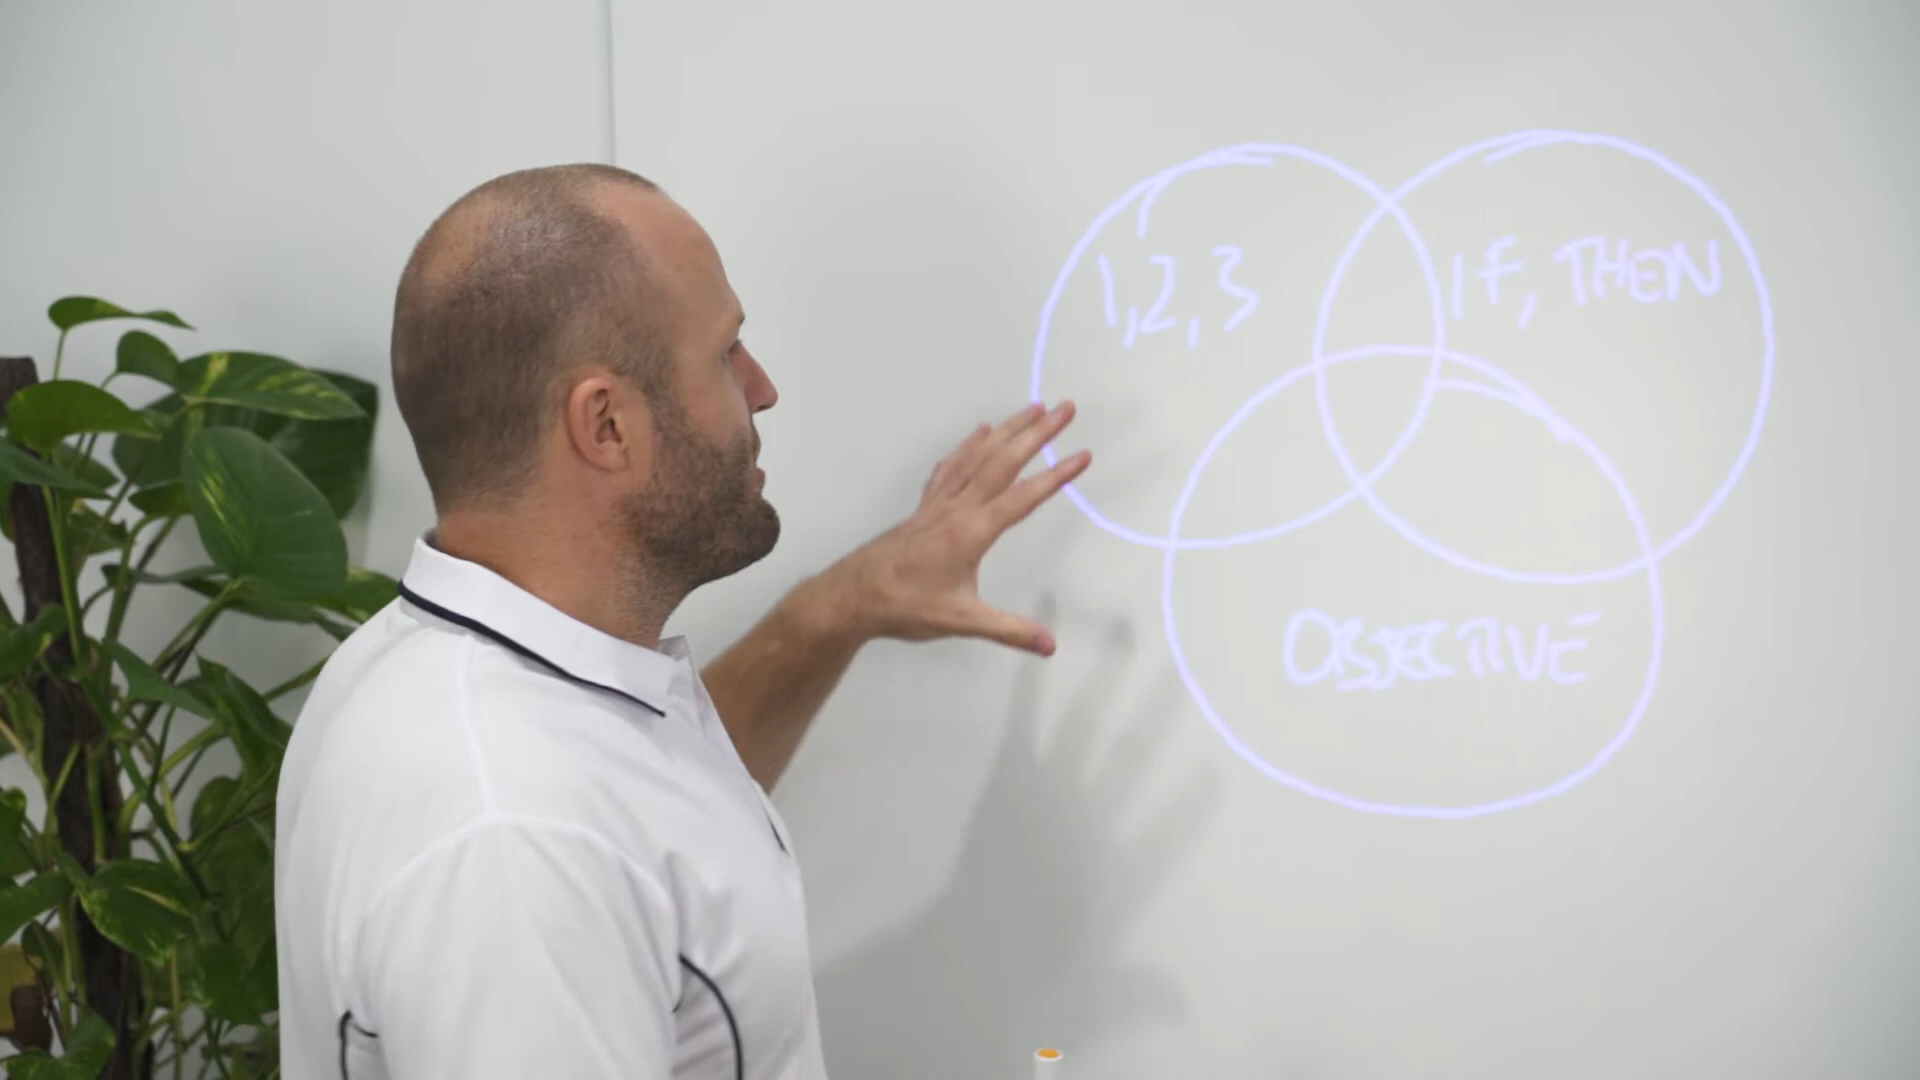 1,2,3
IF, THEN
OBJECTIVE